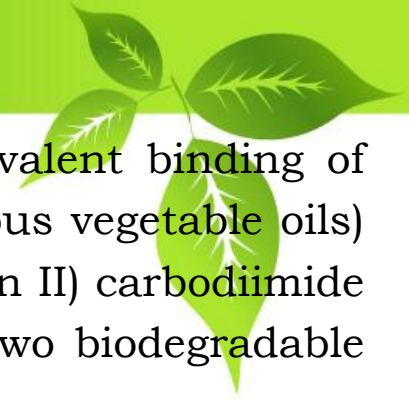 valent binding of
ous vegetable oils)
n II) carbodiimide
wo biodegradable